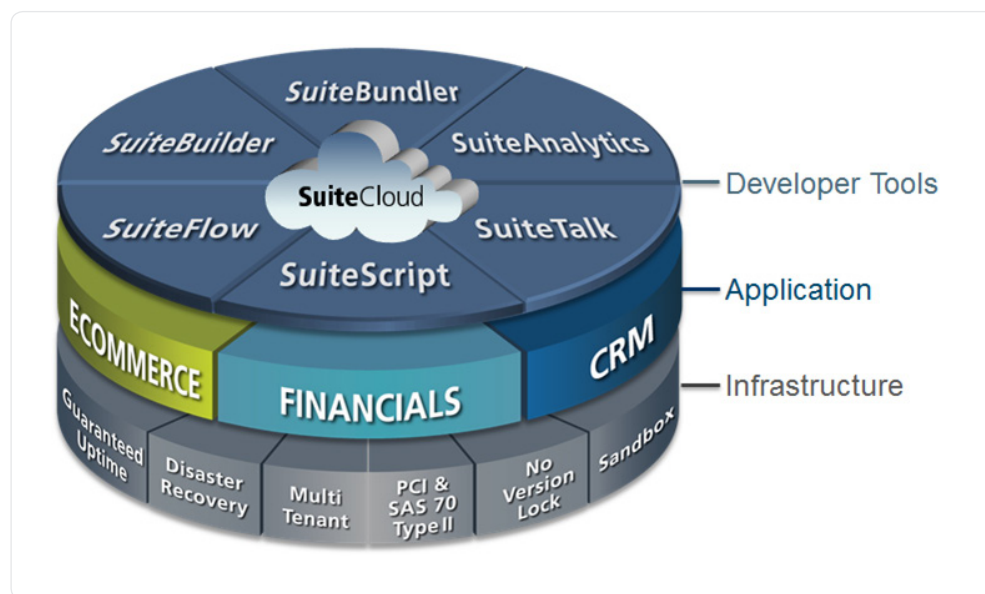 SuiteBundler
SuiteBuilder
SuiteAnalytics
SuiteCloud
Developer Tools
SuiteFlow
SuiteTalk
SuiteScript
Application
ECOMMERCE
FINANCIALS
CRM
Infrastructure
Guaranteed
Uptime
Disaster
Recovery
Multi
Tenant
PCI &
SAS 70
Type II
No
Version
Lock
Sandbox